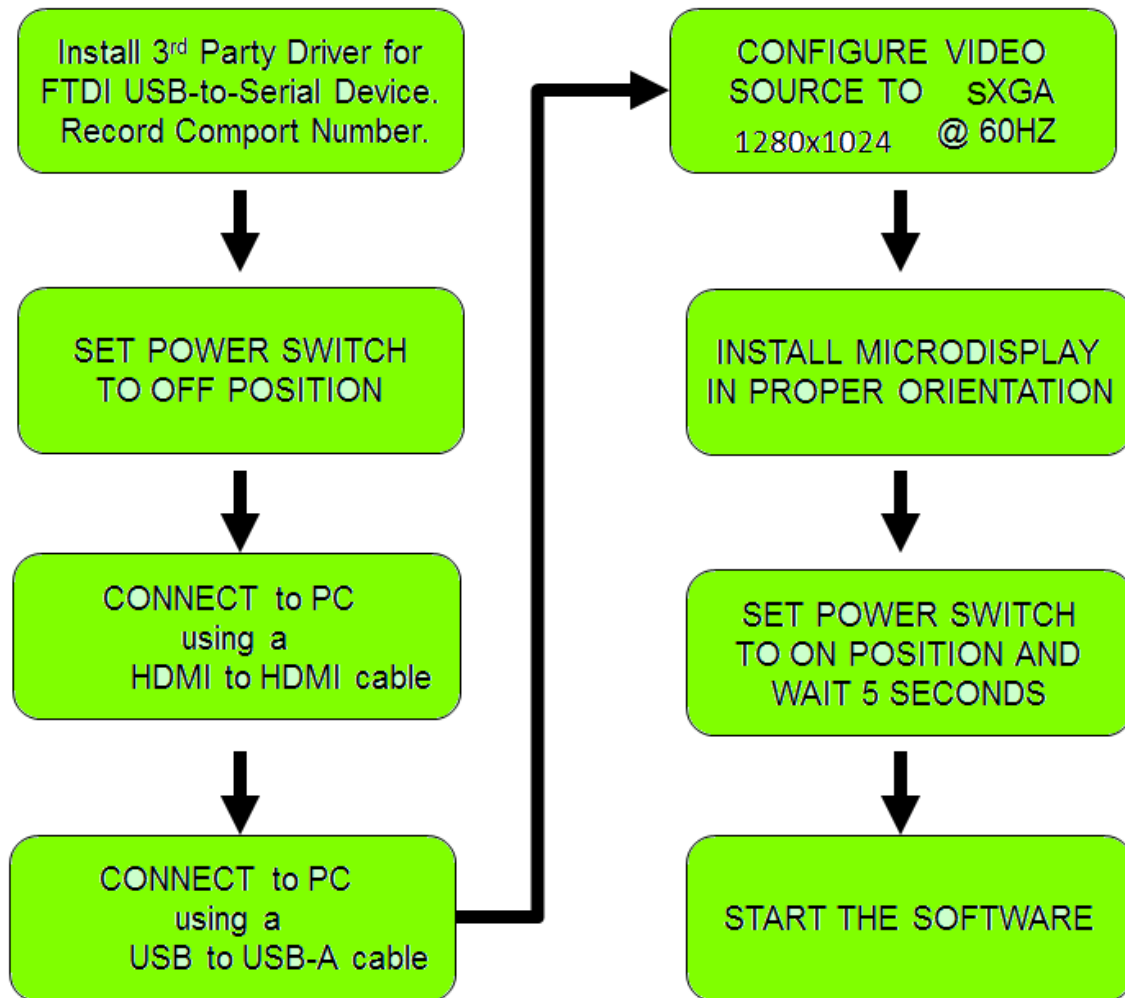 Install 3rd Party Driver for
FTDI USB-to-Serial Device.
Record Comport Number.
SET POWER SWITCH
TO OFF POSITION
CONNECT to PC
using a
HDMI to HDMI cable
CONNECT to PC
using a
USB to USB-A cable
CONFIGURE VIDEO
SOURCE TO sXGA
1280x1024 @ 60HZ
INSTALL MICRODISPLAY
IN PROPER ORIENTATION
SET POWER SWITCH
TO ON POSITION AND
WAIT 5 SECONDS
START THE SOFTWARE